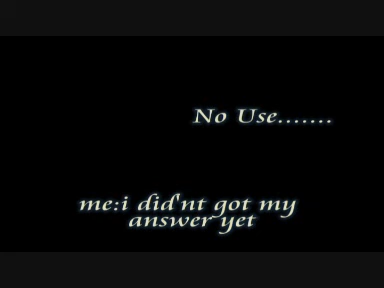 No Use.......
me:i did'nt got my
answer yet